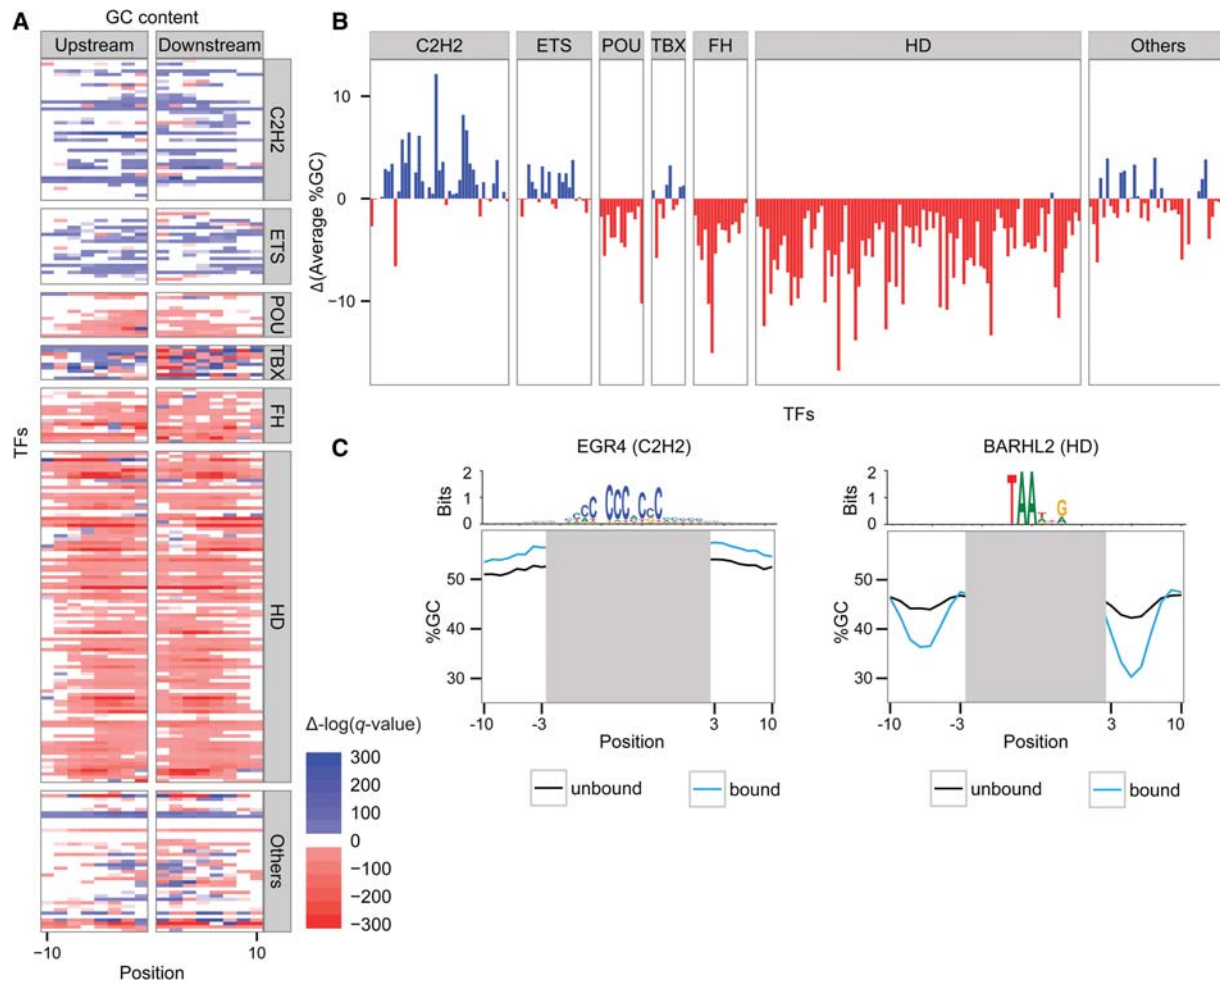 A
GC content
Upstream Downstream
C2H2
ETS
POU
TBX
FH
HD
Others
TFs
−10 10
Position
Δ-log(q-value)
300
200
100
0
−100
−200
−300
B
C2H2 ETS POU TBX FH HD Others
10
0
−10
Δ(Average %GC)
TFs
C
EGR4 (C2H2)
2
1
0
Bits
50
40
30
%GC
-10 -3 3 10
Position
unbound bound
BARHL2 (HD)
2
1
0
Bits
TAA G
50
40
30
%GC
-10 -3 3 10
Position
unbound bound